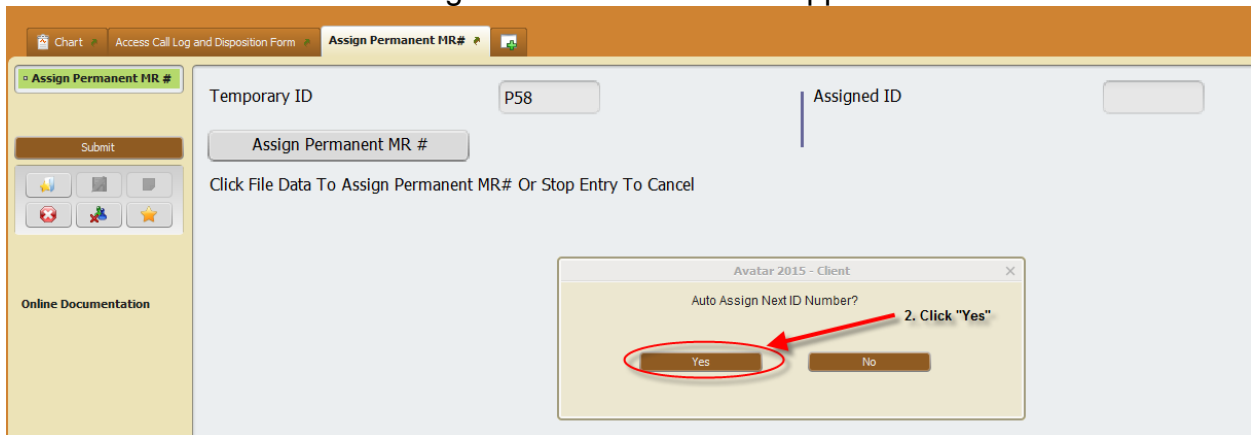 Chart Access Call Log and Disposition Form Assign Permanent MR#
Assign Permanent MR #
Temporary ID P58 Assigned ID
Submit
Assign Permanent MR #
Click File Data To Assign Permanent MR# Or Stop Entry To Cancel
Avatar 2015 - Client
Auto Assign Next ID Number?
2. Click "Yes"
Yes No
Online Documentation